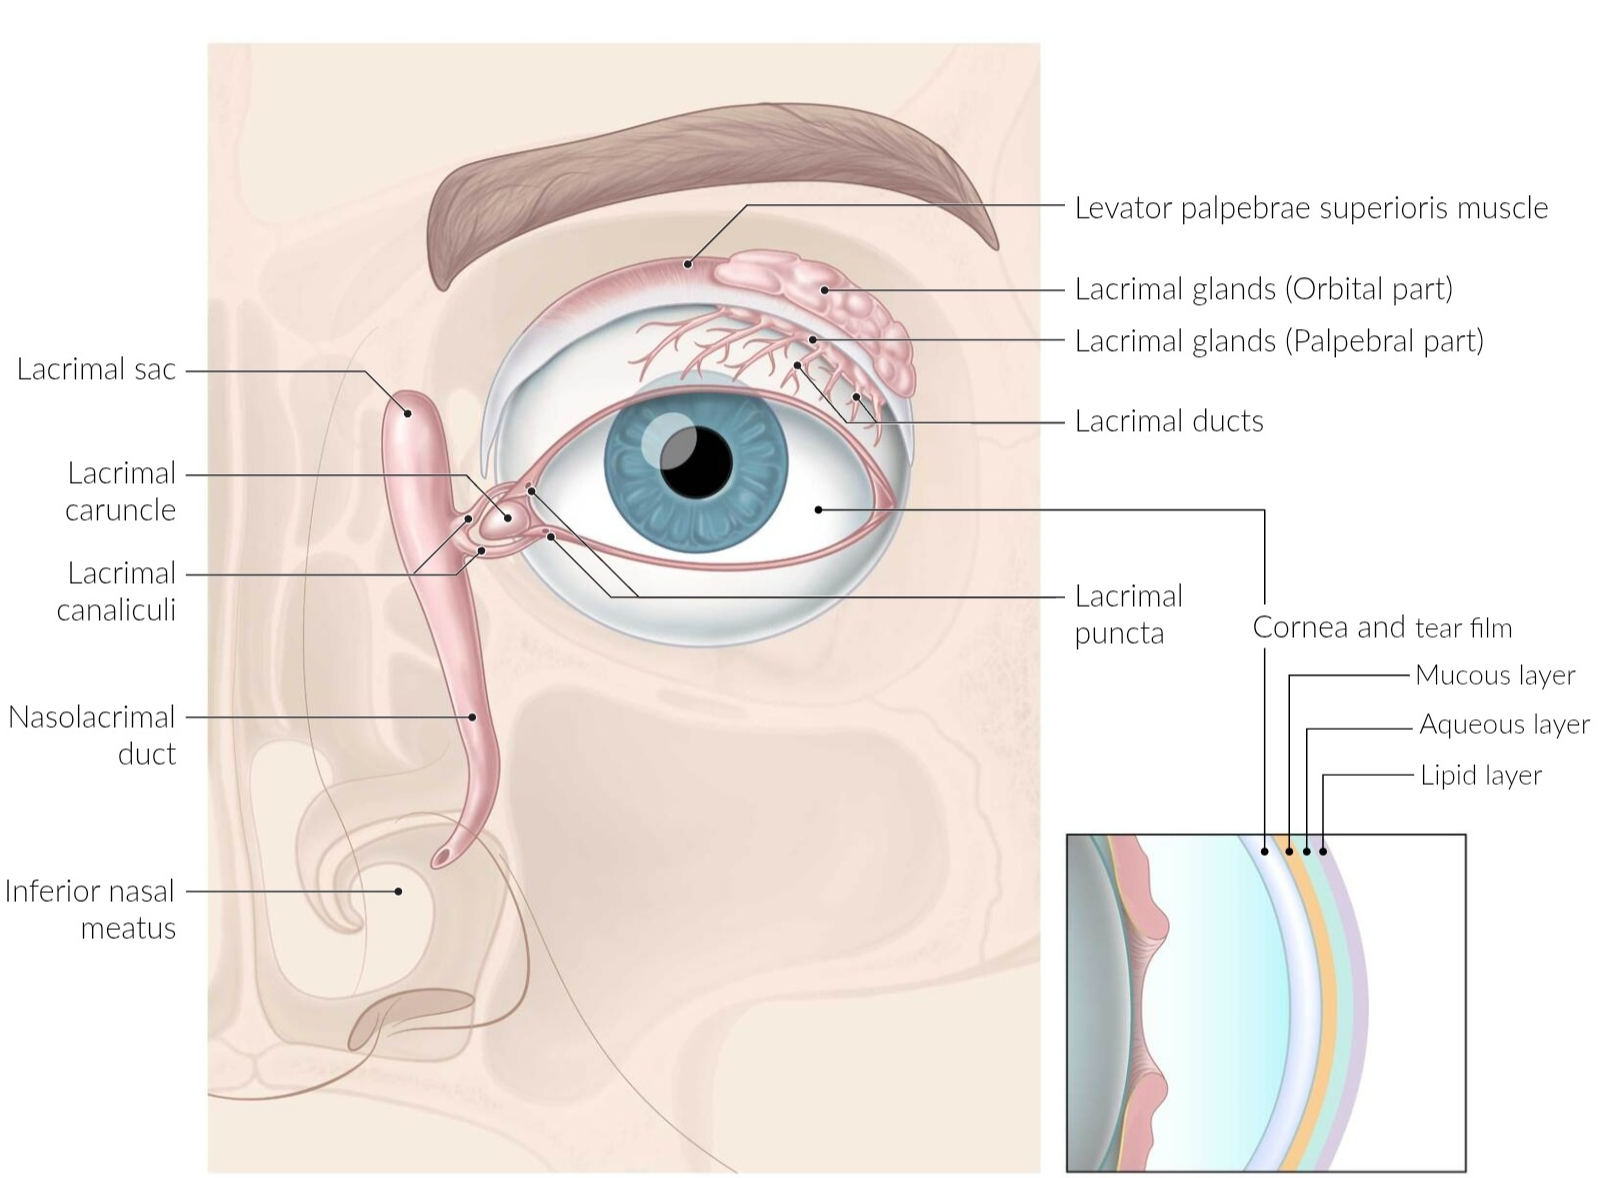 Levator palpebrae superioris muscle
Lacrimal glands (Orbital part)
Lacrimal glands (Palpebral part)
Lacrimal sac
Lacrimal ducts
Lacrimal
caruncle
Lacrimal
canaliculi
Lacrimal
puncta
Cornea and tear film
Mucous layer
Aqueous layer
Lipid layer
Nasolacrimal
duct
Inferior nasal
meatus